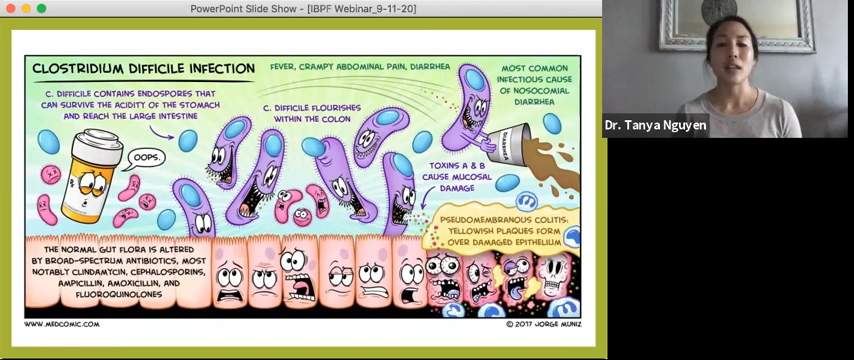 PowerPoint Slide Show - [IBPF Webinar_9-11-20]
CLOSTRIDIUM DIFFICILE INFECTION
FEVER, CRAMPY ABDOMINAL PAIN, DIARRHEA
MOST COMMON
INFECTIOUS CAUSE
OF NOSOCOMIAL
DIARRHEA
C. DIFFICILE CONTAINS ENDOSPORES THAT
CAN SURVIVE THE ACIDITY OF THE STOMACH
AND REACH THE LARGE INTESTINE
C. DIFFICILE FLOURISHES
WITHIN THE COLON
OOPS.
DIARRHEA
TOXINS A & B
CAUSE MUCOSAL
DAMAGE
PSEUDOMEMBRANOUS COLITIS:
YELLOWISH PLAQUES FORM
OVER DAMAGED EPITHELIUM
THE NORMAL GUT FLORA IS ALTERED
BY BROAD-SPECTRUM ANTIBIOTICS, MOST
NOTABLY CLINDAMYCIN, CEPHALOSPORINS,
AMPICILLIN, AMOXICILLIN, AND
FLUOROQUINOLONES
WWW.MEDCOMIC.COM
© 2017 JORGE MUNIZ
Dr. Tanya Nguyen